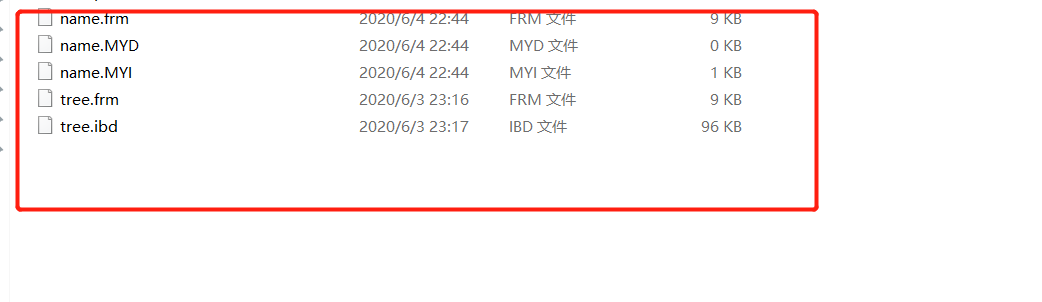 name.frm 2020/6/4 22:44 FRM 文件 9 KB
name.MYD 2020/6/4 22:44 MYD 文件 0 KB
name.MYI 2020/6/4 22:44 MYI 文件 1 KB
tree.frm 2020/6/3 23:16 FRM 文件 9 KB
tree.ibd 2020/6/3 23:17 IBD 文件 96 KB